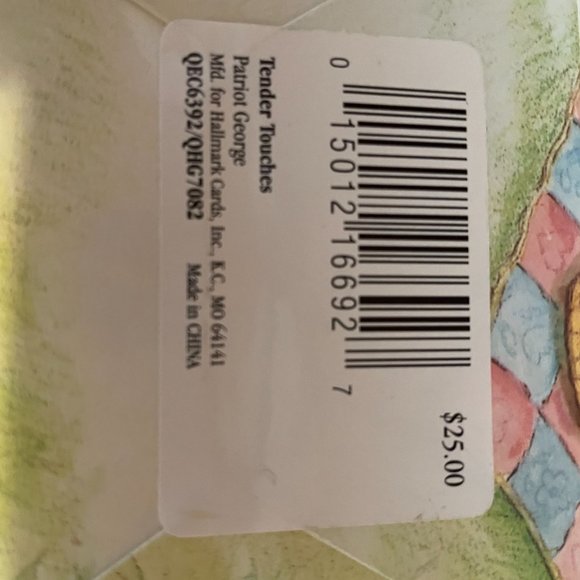 $25.00
0 15012 16692 7
Tender Touches
Patriot George
Mfd. for Hallmark Cards, Inc., K.C., MO 64141
QEC6392/QHG7082 Made in CHINA